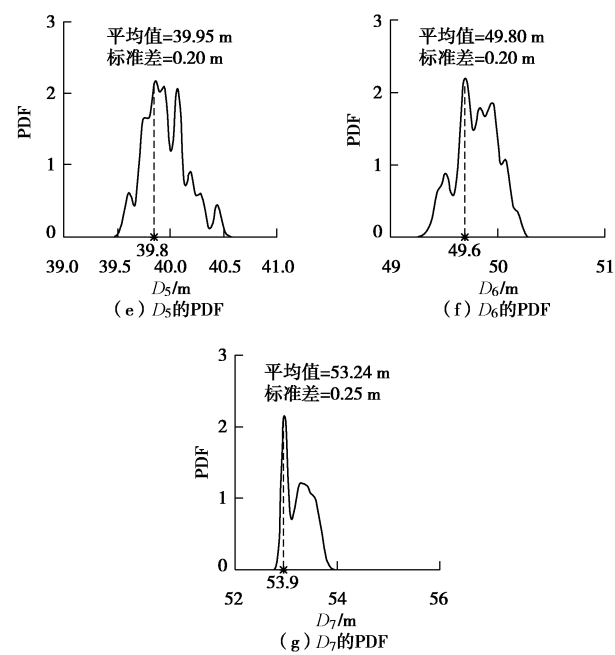 3
平均值=39.95 m
标准差=0.20 m
2
PDF
1
0
39.8
39.0 39.5 40.0 40.5 41.0
D5/m
(e) D5的PDF
3
平均值=49.80 m
标准差=0.20 m
2
PDF
1
0
49.6
49 50 51
D6/m
(f) D6的PDF
3
平均值=53.24 m
标准差=0.25 m
2
PDF
1
0
53.9
52 54 56
D7/m
(g) D7的PDF